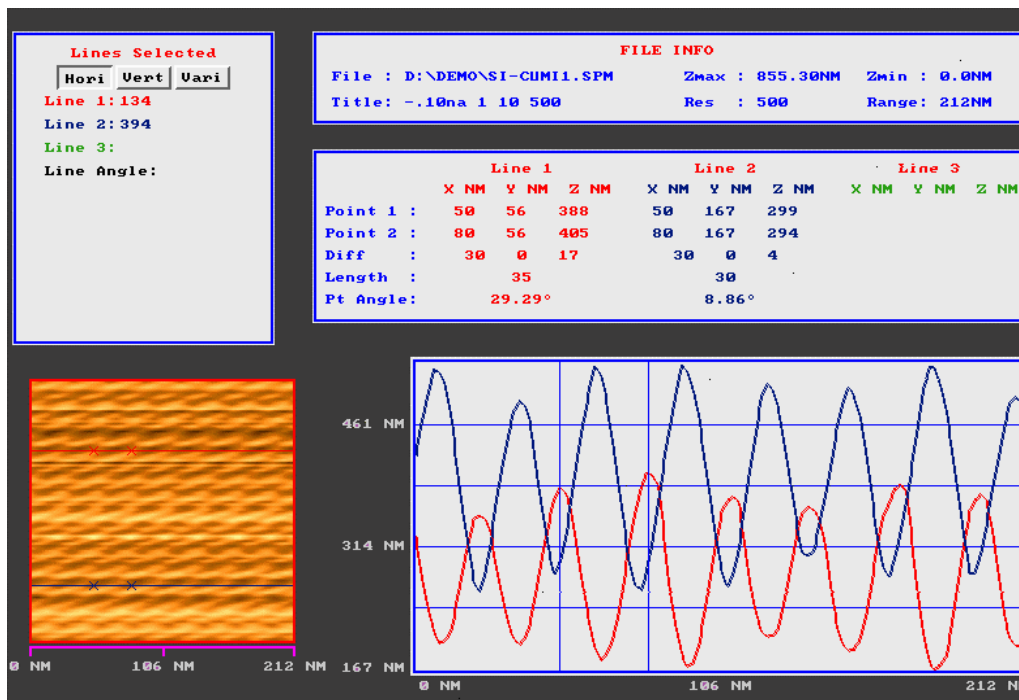 Lines Selected
Hori Vert Vari
Line 1:134
Line 2:394
Line 3:
Line Angle:
FILE INFO
File : D:\DEMO\SI-CUMI1.SPM Zmax : 855.30NM Zmin : 0.0NM
Title: -.10na 1 10 500 Res : 500 Range: 212NM
Line 1 Line 2 Line 3
X NM Y NM Z NM X NM Y NM Z NM X NM Y NM Z NM
Point 1 : 50 56 388 50 167 299
Point 2 : 80 56 405 80 167 294
Diff : 30 0 17 30 0 4
Length : 35 30
Pt Angle: 29.29° 8.86°
461 NM
314 NM
167 NM
0 NM 106 NM 212 NM
0 NM 106 NM 212 N